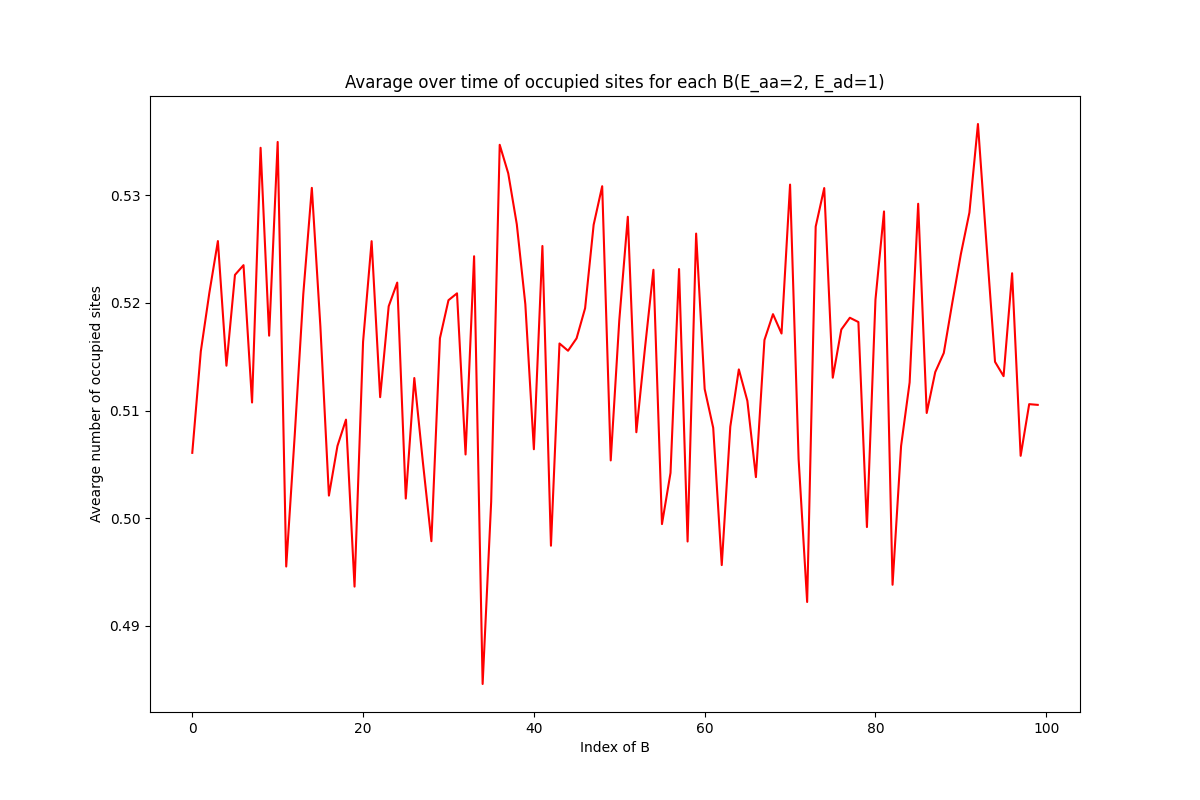 Avarage over time of occupied sites for each B(E_aa=2, E_ad=1)
0.53
0.52
0.51
0.50
0.49
Avearge number of occupied sites
0 20 40 60 80 100
Index of B